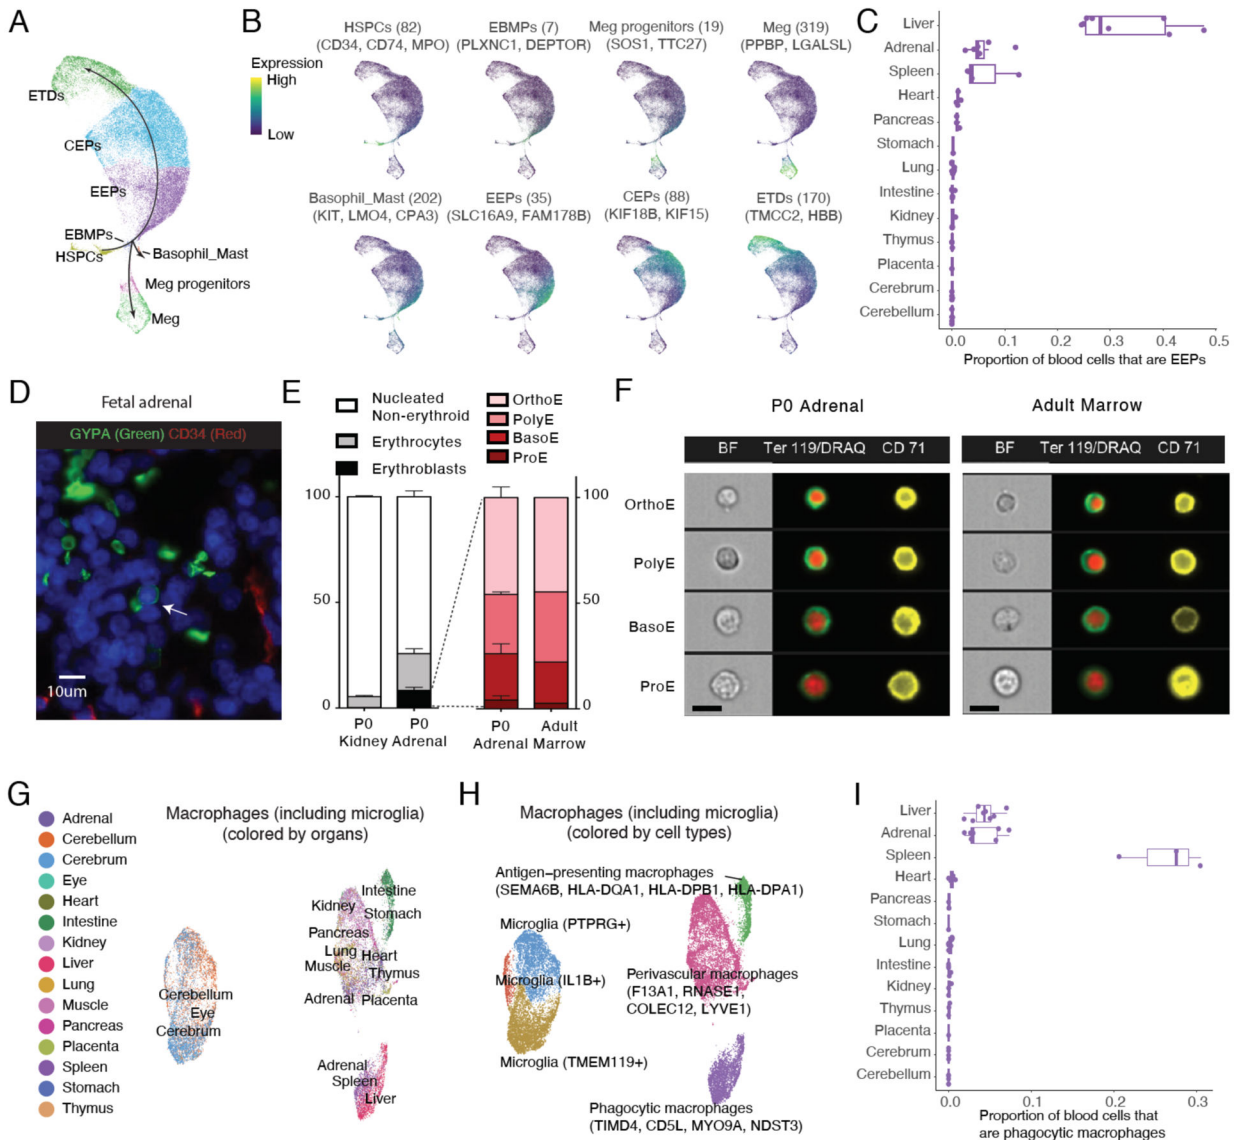 A
ETDs
CEPs
EEPs
EBMPs
HSPCs
Basophil_Mast
Meg progenitors
Meg
B
Expression
High
Low
HSPCs (82)
(CD34, CD74, MPO)
EBMPs (7)
(PLXNC1, DEPTOR)
Meg progenitors (19)
(SOS1, TTC27)
Meg (319)
(PPBP, LGALSL)
Basophil_Mast (202)
(KIT, LMO4, CPA3)
EEPs (35)
(SLC16A9, FAM178B)
CEPs (88)
(KIF18B, KIF15)
ETDs (170)
(TMCC2, HBB)
C
Liver
Adrenal
Spleen
Heart
Pancreas
Stomach
Lung
Intestine
Kidney
Thymus
Placenta
Cerebrum
Cerebellum
0.0 0.1 0.2 0.3 0.4 0.5
Proportion of blood cells that are EEPs
D
Fetal adrenal
GYPA (Green) CD34 (Red)
10um
E
Nucleated
Non-erythroid
Erythrocytes
Erythroblasts
OrthoE
PolyE
BasoE
ProE
100
50
0
100
50
0
P0
Kidney
P0
Adrenal
P0
Adrenal
Adult
Marrow
F
P0 Adrenal
Adult Marrow
BF Ter 119/DRAQ CD 71
BF Ter 119/DRAQ CD 71
OrthoE
PolyE
BasoE
ProE
G
Adrenal
Cerebellum
Cerebrum
Eye
Heart
Intestine
Kidney
Liver
Lung
Muscle
Pancreas
Placenta
Spleen
Stomach
Thymus
Macrophages (including microglia)
(colored by organs)
Cerebellum
Eye
Cerebrum
Intestine
Kidney
Stomach
Pancreas
Lung
Heart
Muscle
Thymus
Adrenal
Placenta
Adrenal
Spleen
Liver
H
Macrophages (including microglia)
(colored by cell types)
Antigen-presenting macrophages
(SEMA6B, HLA-DQA1, HLA-DPB1, HLA-DPA1)
Microglia (PTPRG+)
Microglia (IL1B+)
Perivascular macrophages
(F13A1, RNASE1,
COLEC12, LYVE1)
Microglia (TMEM119+)
Phagocytic macrophages
(TIMD4, CD5L, MYO9A, NDST3)
I
Liver
Adrenal
Spleen
Heart
Pancreas
Stomach
Lung
Intestine
Kidney
Thymus
Placenta
Cerebrum
Cerebellum
0.0 0.1 0.2 0.3
Proportion of blood cells that
are phagocytic macrophages